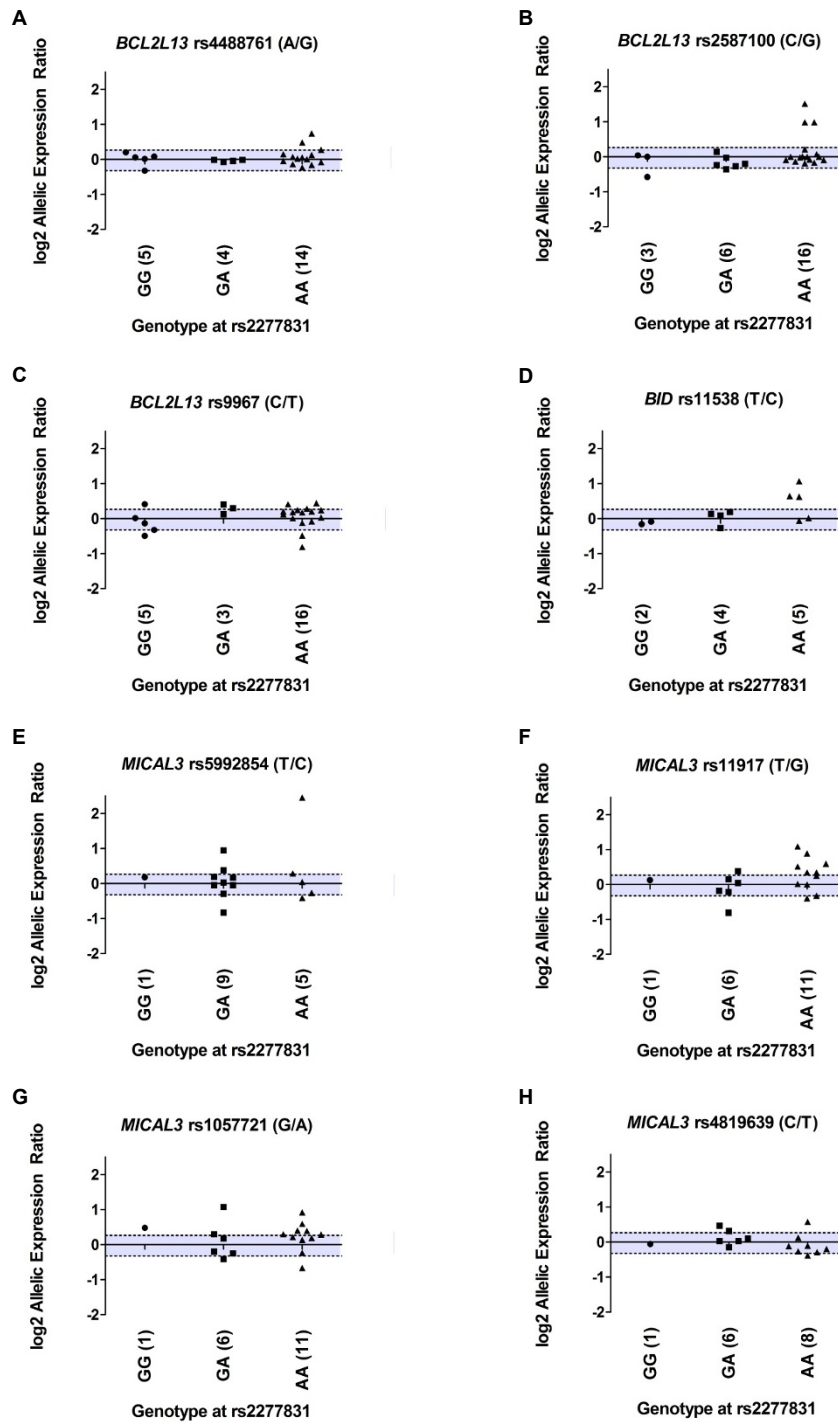 A
BCL2L13 rs4488761 (A/G)
log2 Allelic Expression Ratio
2
1
0
-1
-2
GG (5)
GA (4)
AA (14)
Genotype at rs2277831
B
BCL2L13 rs2587100 (C/G)
log2 Allelic Expression Ratio
2
1
0
-1
-2
GG (3)
GA (6)
AA (16)
Genotype at rs2277831
C
BCL2L13 rs9967 (C/T)
log2 Allelic Expression Ratio
2
1
0
-1
-2
GG (5)
GA (3)
AA (16)
Genotype at rs2277831
D
BID rs11538 (T/C)
log2 Allelic Expression Ratio
2
1
0
-1
-2
GG (2)
GA (4)
AA (5)
Genotype at rs2277831
E
MICAL3 rs5992854 (T/C)
log2 Allelic Expression Ratio
2
1
0
-1
-2
GG (1)
GA (9)
AA (5)
Genotype at rs2277831
F
MICAL3 rs11917 (T/G)
log2 Allelic Expression Ratio
2
1
0
-1
-2
GG (1)
GA (6)
AA (11)
Genotype at rs2277831
G
MICAL3 rs1057721 (G/A)
log2 Allelic Expression Ratio
2
1
0
-1
-2
GG (1)
GA (6)
AA (11)
Genotype at rs2277831
H
MICAL3 rs4819639 (C/T)
log2 Allelic Expression Ratio
2
1
0
-1
-2
GG (1)
GA (6)
AA (8)
Genotype at rs2277831